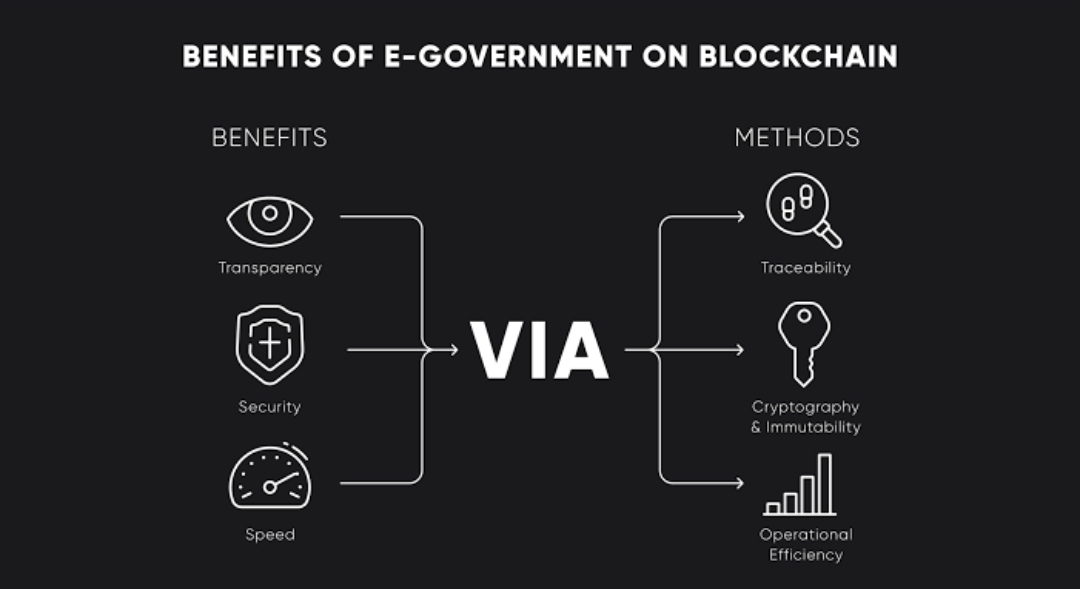 BENEFITS OF E-GOVERNMENT ON BLOCKCHAIN
BENEFITS
Transparency
Security
Speed
VIA
METHODS
Traceability
Cryptography
& Immutability
Operational
Efficiency